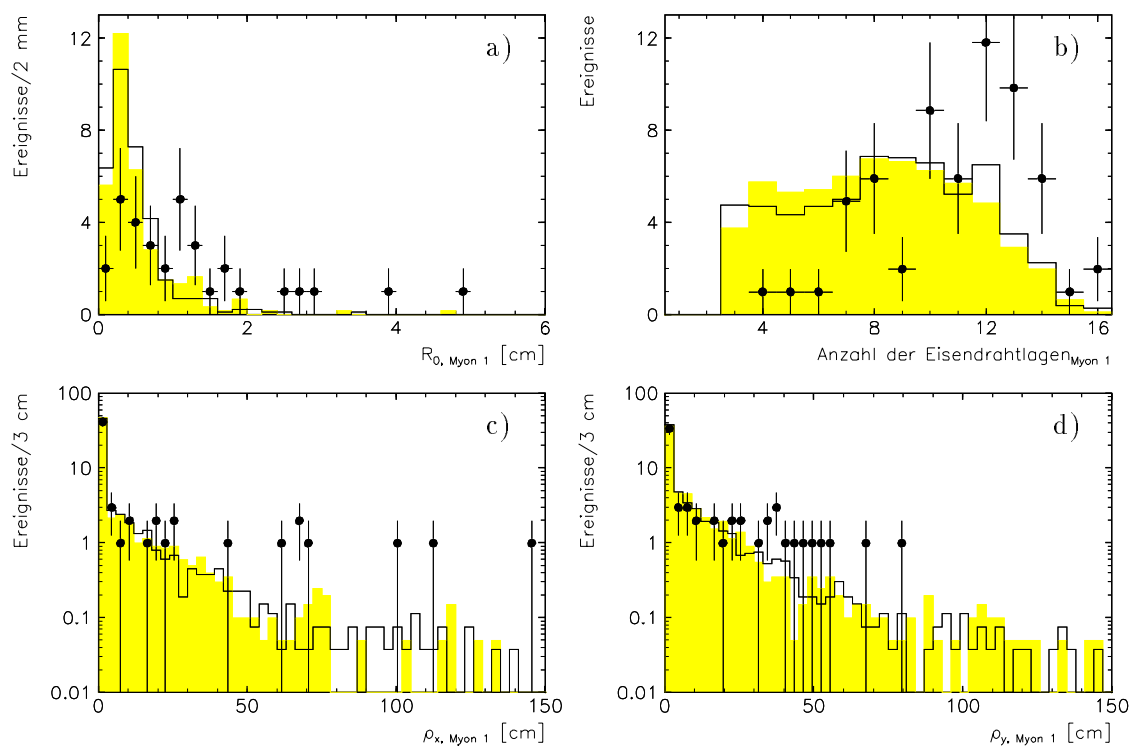 Ereignisse/2 mm
12
8
4
0
a)
0
2
4
6
R0, Myon 1 [cm]
Ereignisse
12
8
4
0
b)
4
8
12
16
Anzahl der EisendrahtlagenMyon 1
Ereignisse/3 cm
100
10
1
0.1
0.01
c)
0
50
100
150
ρx, Myon 1 [cm]
Ereignisse/3 cm
100
10
1
0.1
0.01
d)
0
50
100
150
ρy, Myon 1 [cm]